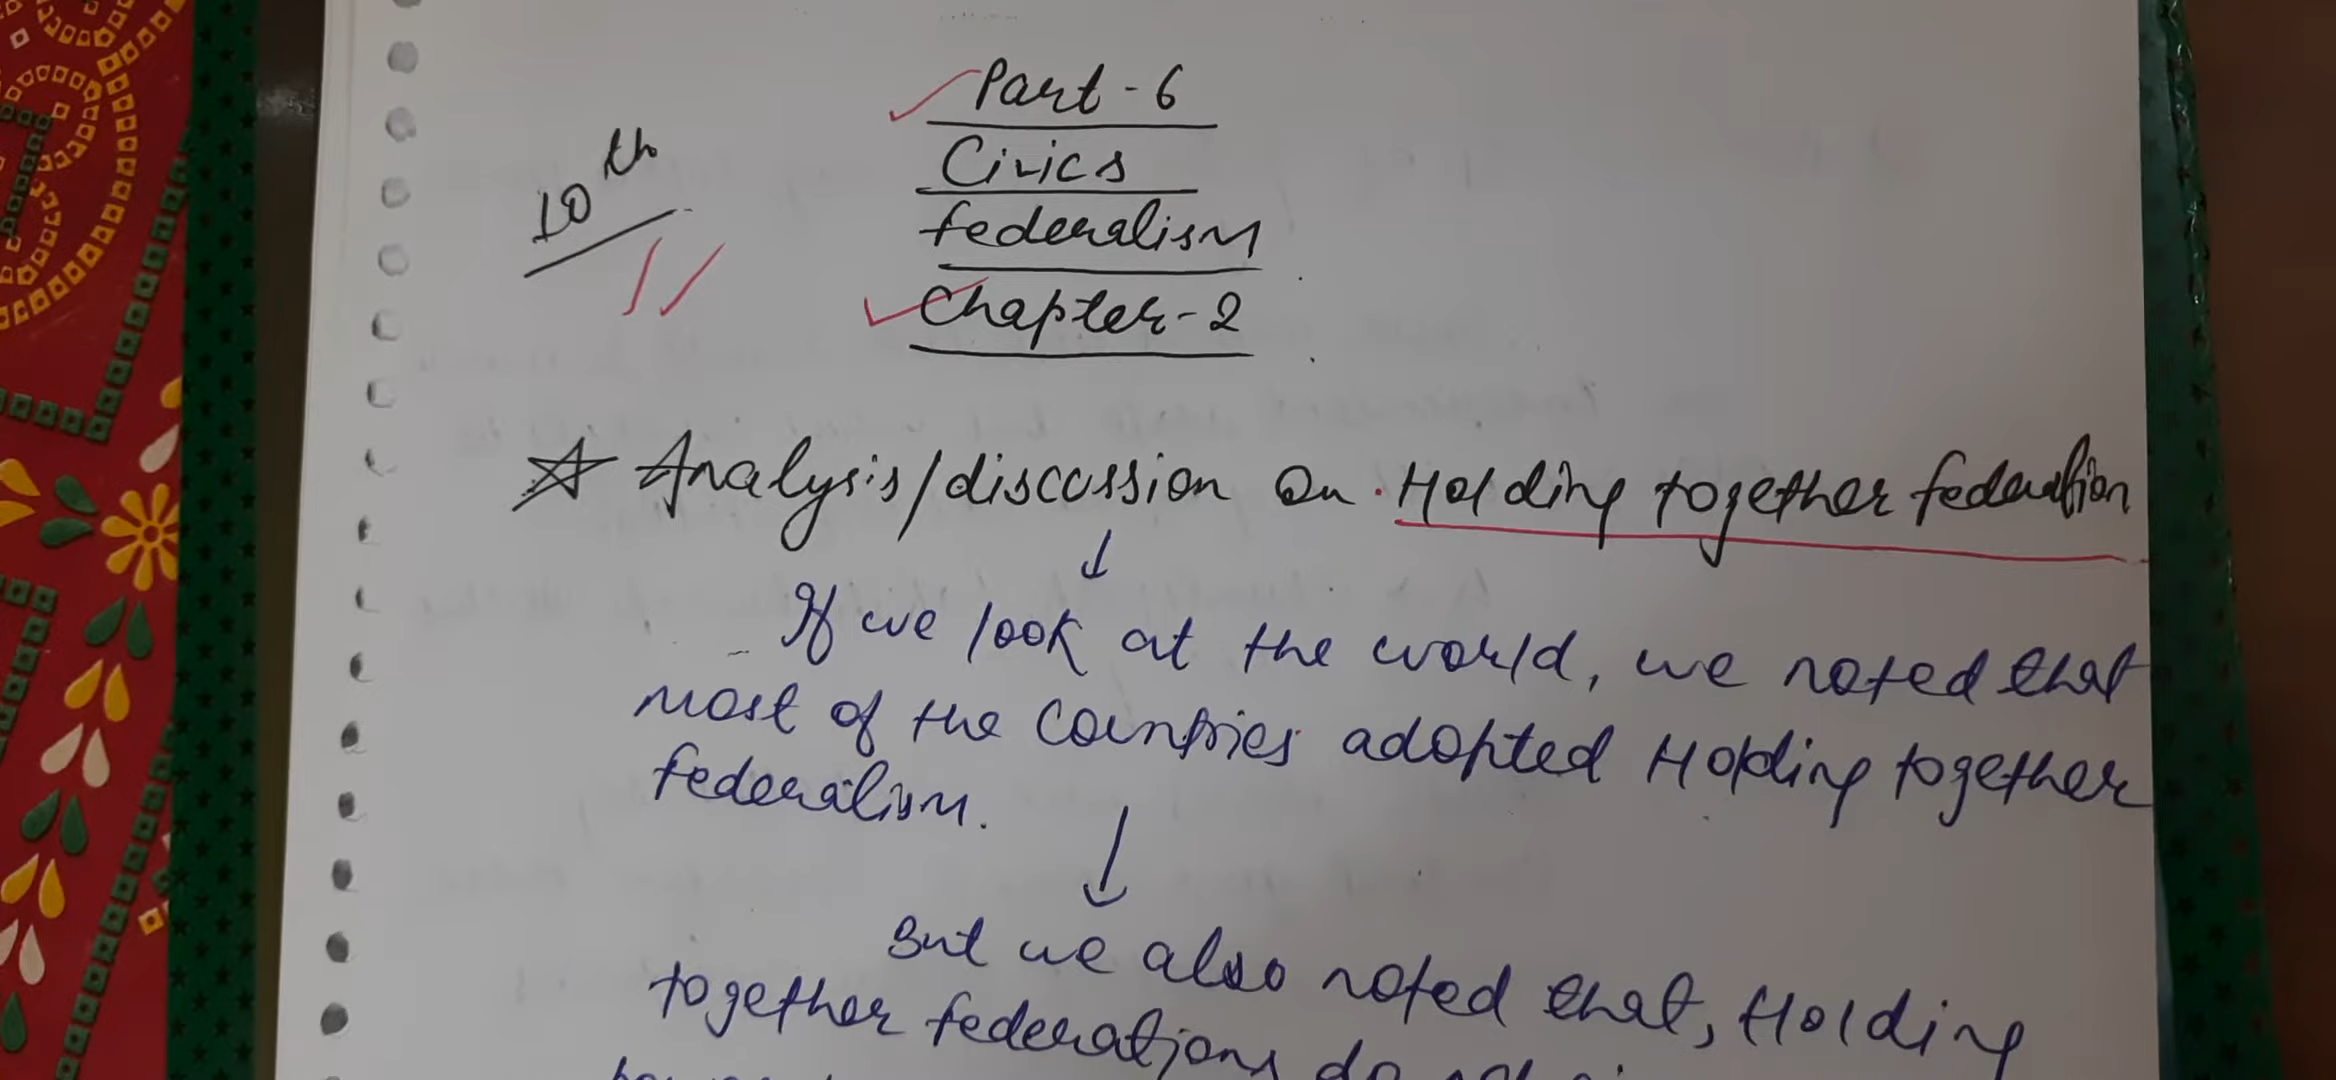 Part-6
Civics
10th
federalism
Chapter-2
Analysis/discussion on Holding together federation
If we look at the world, we noted that
most of the countries adopted Holding together
federalism.
But we also noted that, Holding
together federations do not